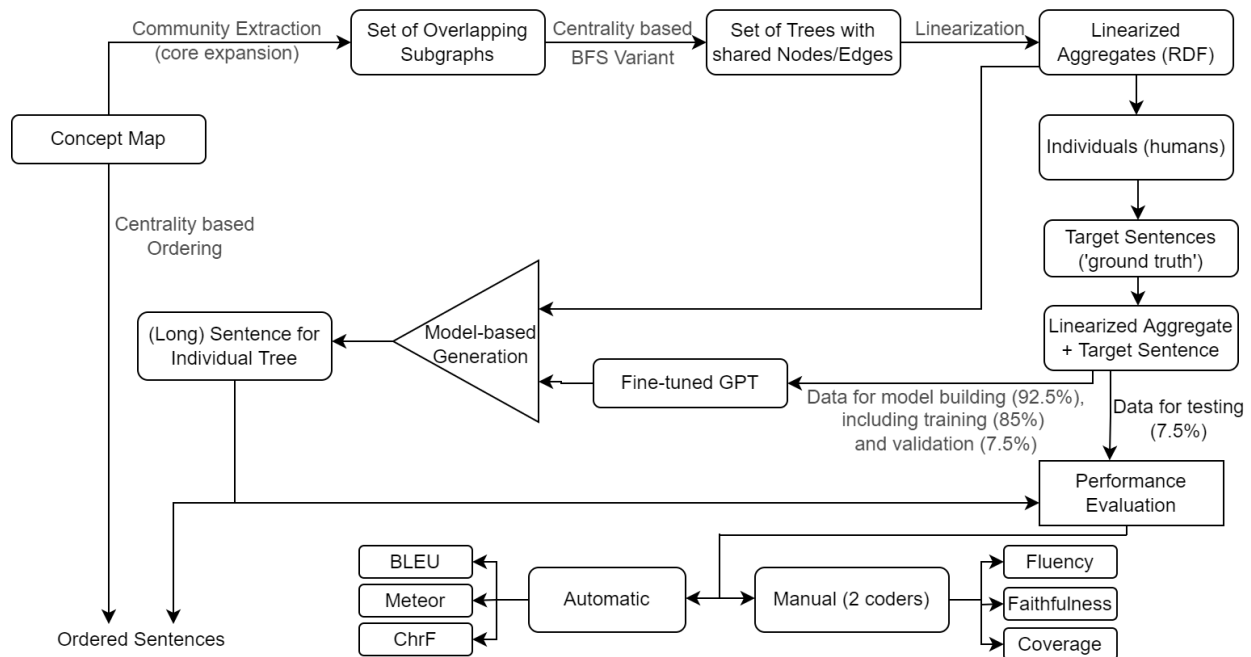 Community Extraction
(core expansion)
Set of Overlapping
Subgraphs
Centrality based
BFS Variant
Set of Trees with
shared Nodes/Edges
Linearization
Linearized
Aggregates (RDF)
Concept Map
Individuals (humans)
Centrality based
Ordering
Target Sentences
('ground truth')
(Long) Sentence for
Individual Tree
Model-based
Generation
Linearized Aggregate
+ Target Sentence
Fine-tuned GPT
Data for model building (92.5%),
including training (85%)
and validation (7.5%)
Data for testing
(7.5%)
Performance
Evaluation
BLEU
Meteor
ChrF
Automatic
Manual (2 coders)
Fluency
Faithfulness
Coverage
Ordered Sentences